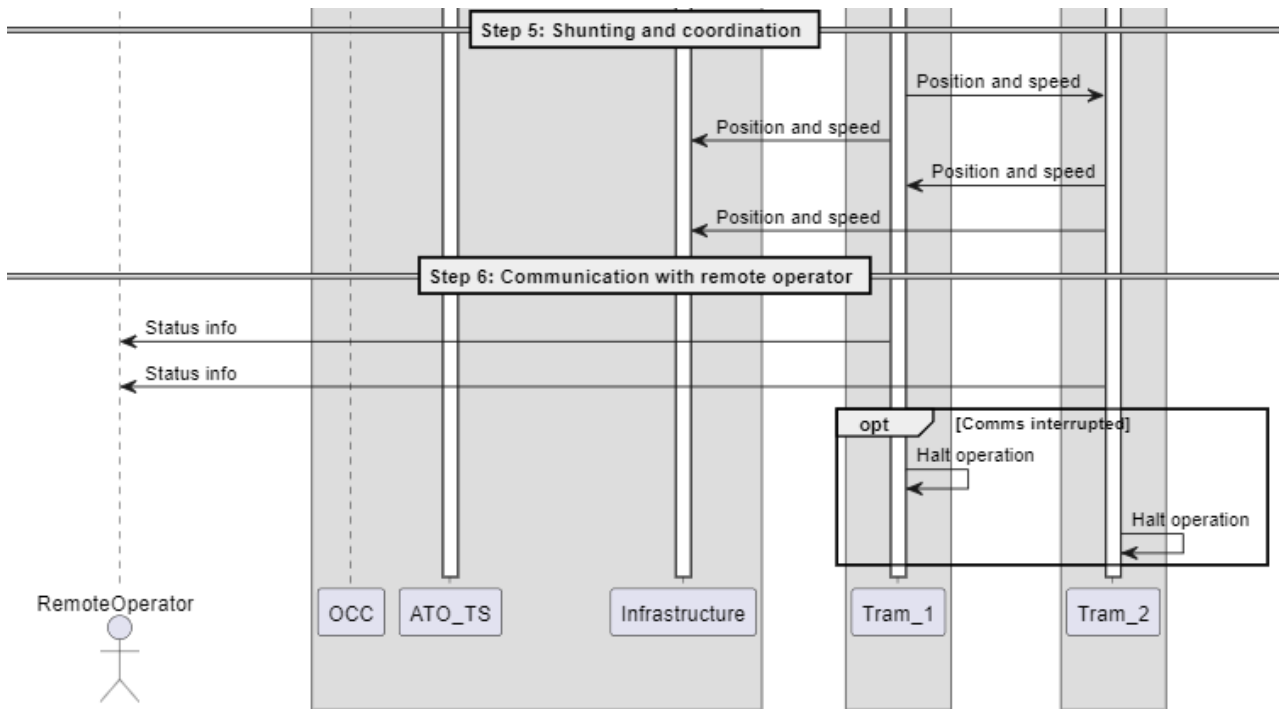 Step 5: Shunting and coordination
Position and speed
Position and speed
Position and speed
Position and speed
Step 6: Communication with remote operator
Status info
Status info
opt
[Comms interrupted]
Halt operation
Halt operation
RemoteOperator
OCC
ATO_TS
Infrastructure
Tram_1
Tram_2